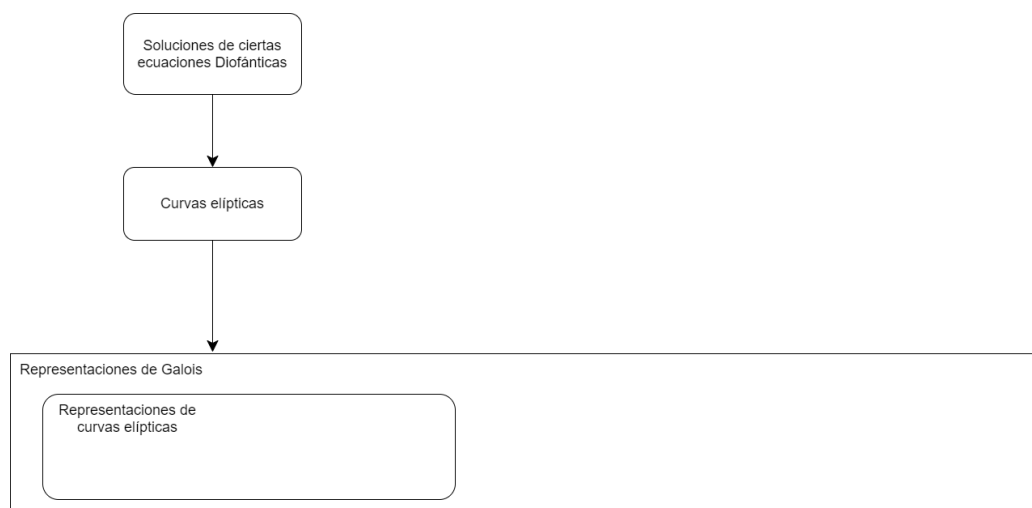 Soluciones de ciertas
ecuaciones Diofánticas
Curvas elípticas
Representaciones de Galois
Representaciones de
curvas elípticas